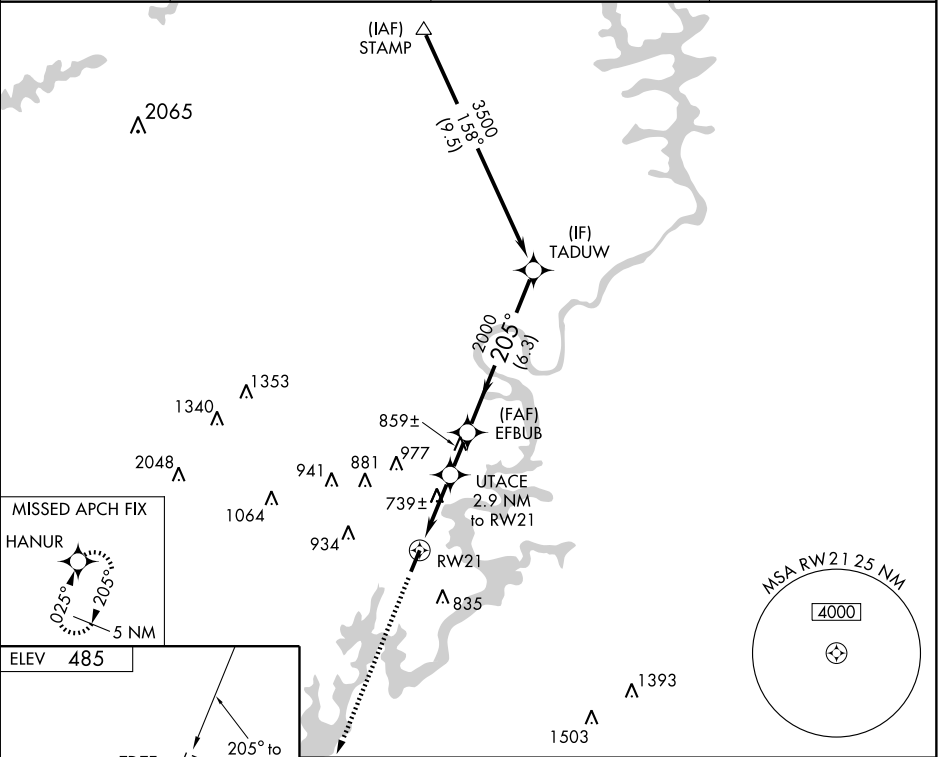 (IAF)
STAMP
2065
3500
158°
(9.5)
(IF)
TADUW
2000
205°
(6.3)
1353
1340
859±
(FAF)
EFBUB
977
2048
941
881
UTACE
2.9 NM
to RW21
739±
1064
934
RW21
835
MISSED APCH FIX
HANUR
025°
205°
5 NM
MSA RW21 25 NM
4000
ELEV 485
1393
1503
205° to